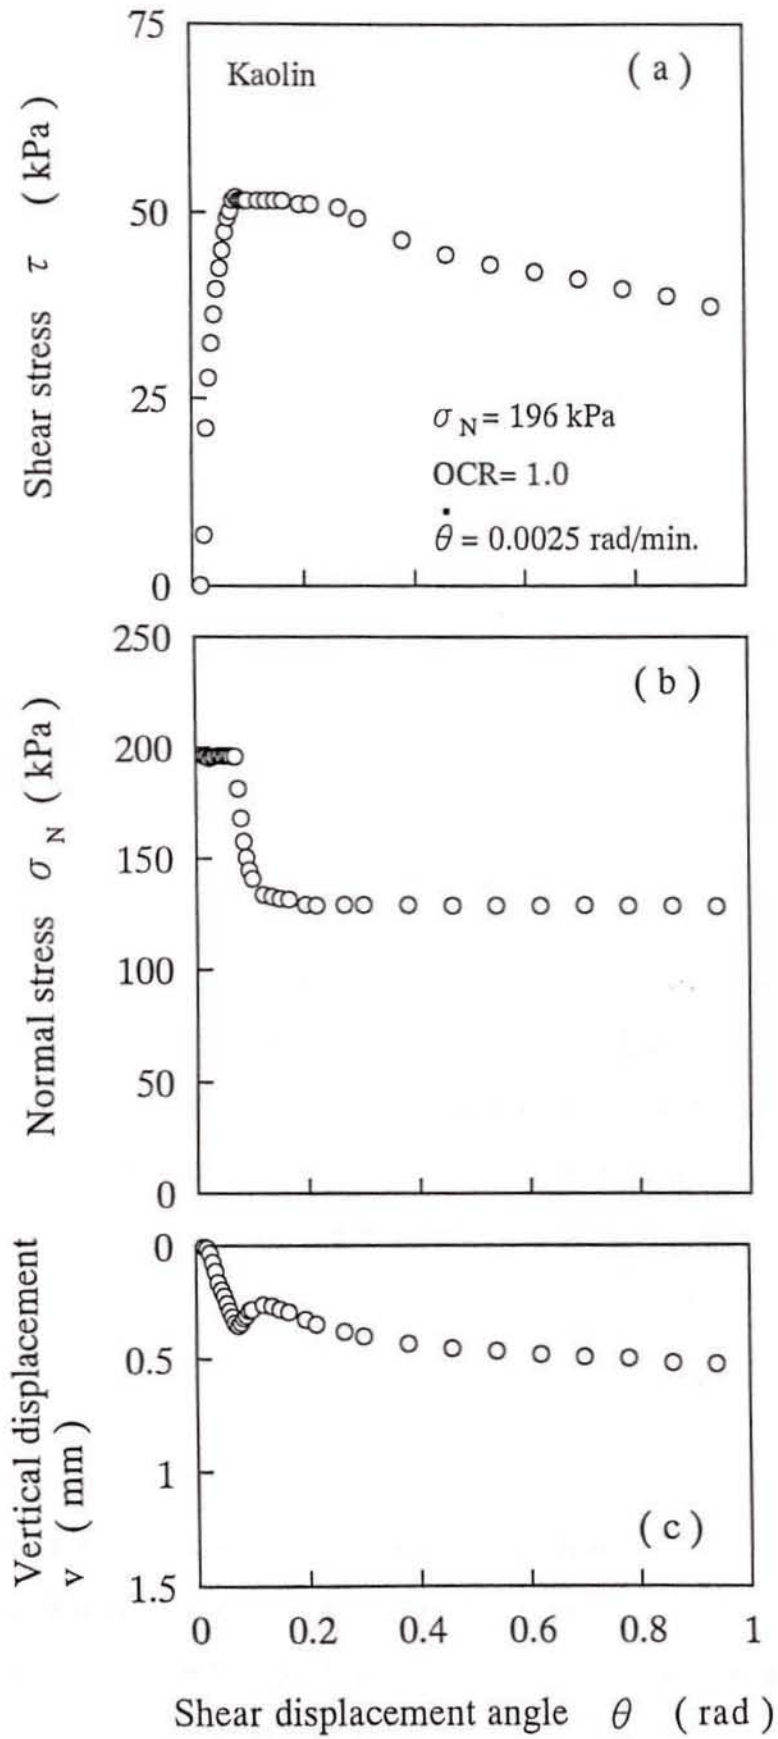 75
50
25
0
Shear stress τ (kPa)
Kaolin
(a)
σN = 196 kPa
OCR= 1.0
θ̇ = 0.0025 rad/min.
250
200
150
100
50
0
Normal stress σN (kPa)
(b)
0
0.5
1
1.5
Vertical displacement
v (mm)
(c)
0 0.2 0.4 0.6 0.8 1
Shear displacement angle θ (rad)